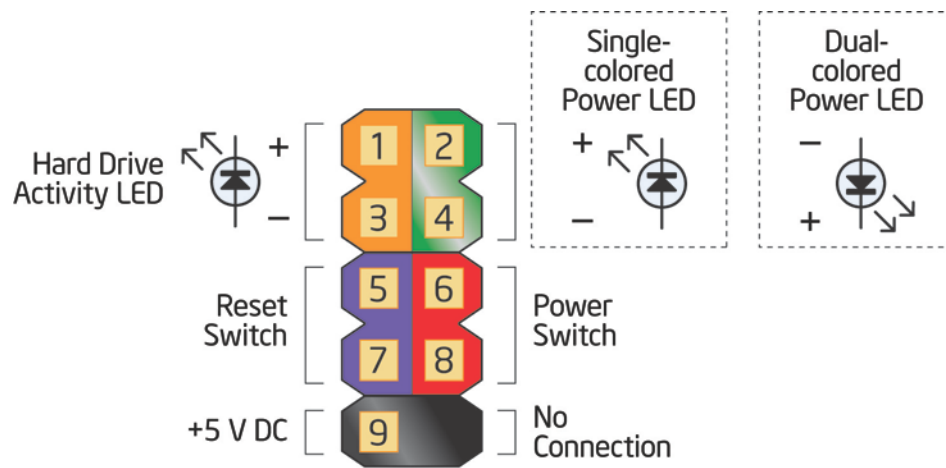 Single-
colored
Power LED
Dual-
colored
Power LED
Hard Drive
Activity LED
+
−
1
2
3
4
+
−
−
+
Reset
Switch
5
6
7
8
Power
Switch
+5 V DC
9
No
Connection